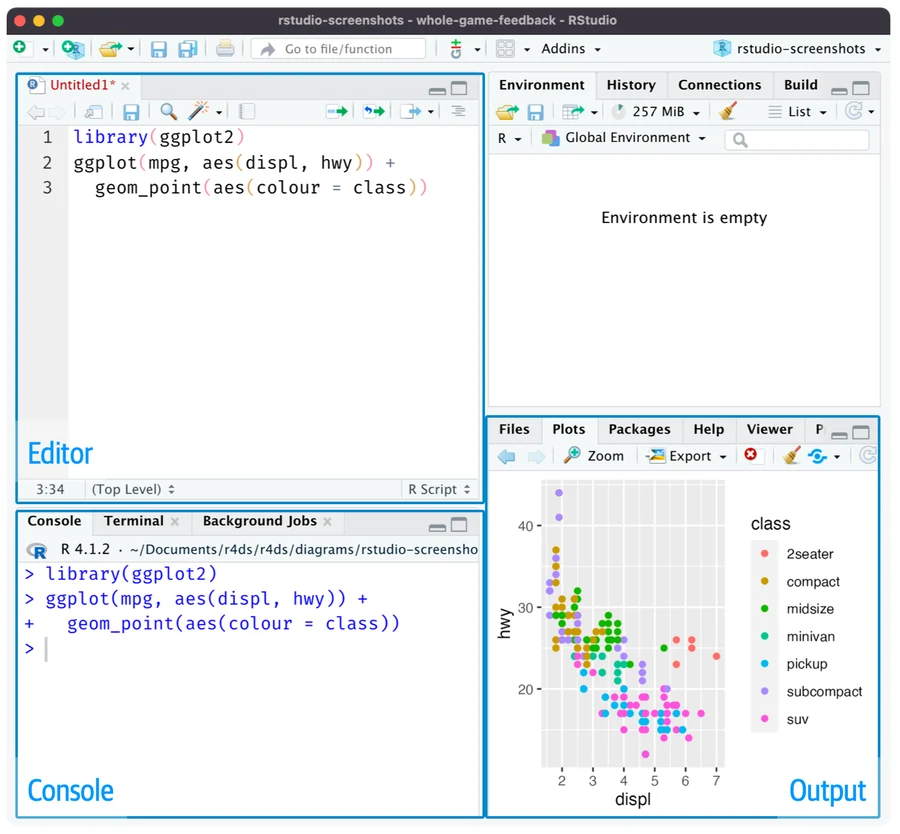 rstudio-screenshots - whole-game-feedback - RStudio
Go to file/function
Addins
rstudio-screenshots
Untitled1*
1 library(ggplot2)
2 ggplot(mpg, aes(displ, hwy)) +
3   geom_point(aes(colour = class))
Editor
3:34 (Top Level) R Script
Console Terminal Background Jobs
R 4.1.2 · ~/Documents/r4ds/r4ds/diagrams/rstudio-screensho
> library(ggplot2)
> ggplot(mpg, aes(displ, hwy)) +
+   geom_point(aes(colour = class))
>
Console
Environment History Connections Build
257 MiB List
R Global Environment
Environment is empty
Files Plots Packages Help Viewer P
Zoom Export
40
30
20
hwy
2 3 4 5 6 7
displ
class
2seater
compact
midsize
minivan
pickup
subcompact
suv
Output